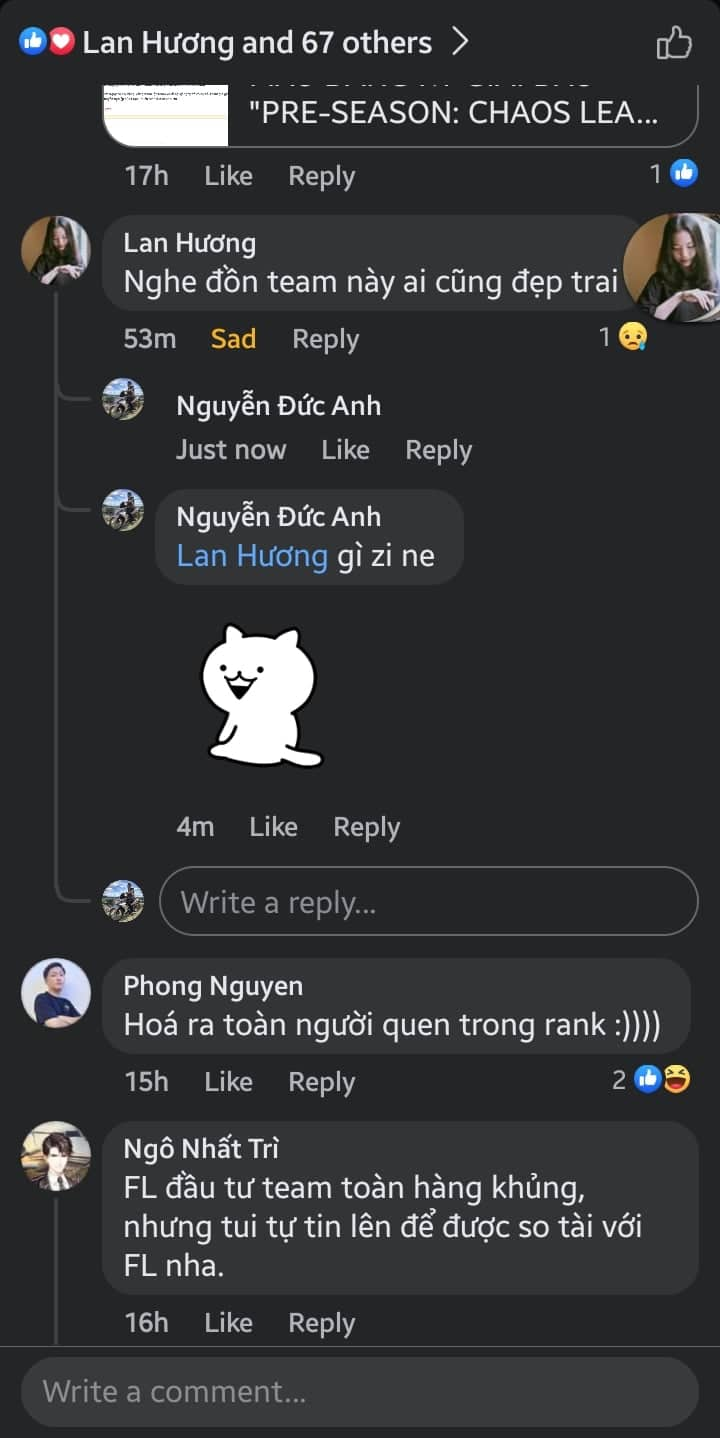 Lan Hương and 67 others
"PRE-SEASON: CHAOS LEA...
17h Like Reply 1
Lan Hương
Nghe đồn team này ai cũng đẹp trai
53m Sad Reply 1
Nguyễn Đức Anh
Just now Like Reply
Nguyễn Đức Anh
Lan Hương gì zi ne
4m Like Reply
Write a reply...
Phong Nguyen
Hoá ra toàn người quen trong rank :))))
15h Like Reply 2
Ngô Nhất Trì
FL đầu tư team toàn hàng khủng,
nhưng tui tự tin lên để được so tài với
FL nha.
16h Like Reply
Write a comment...